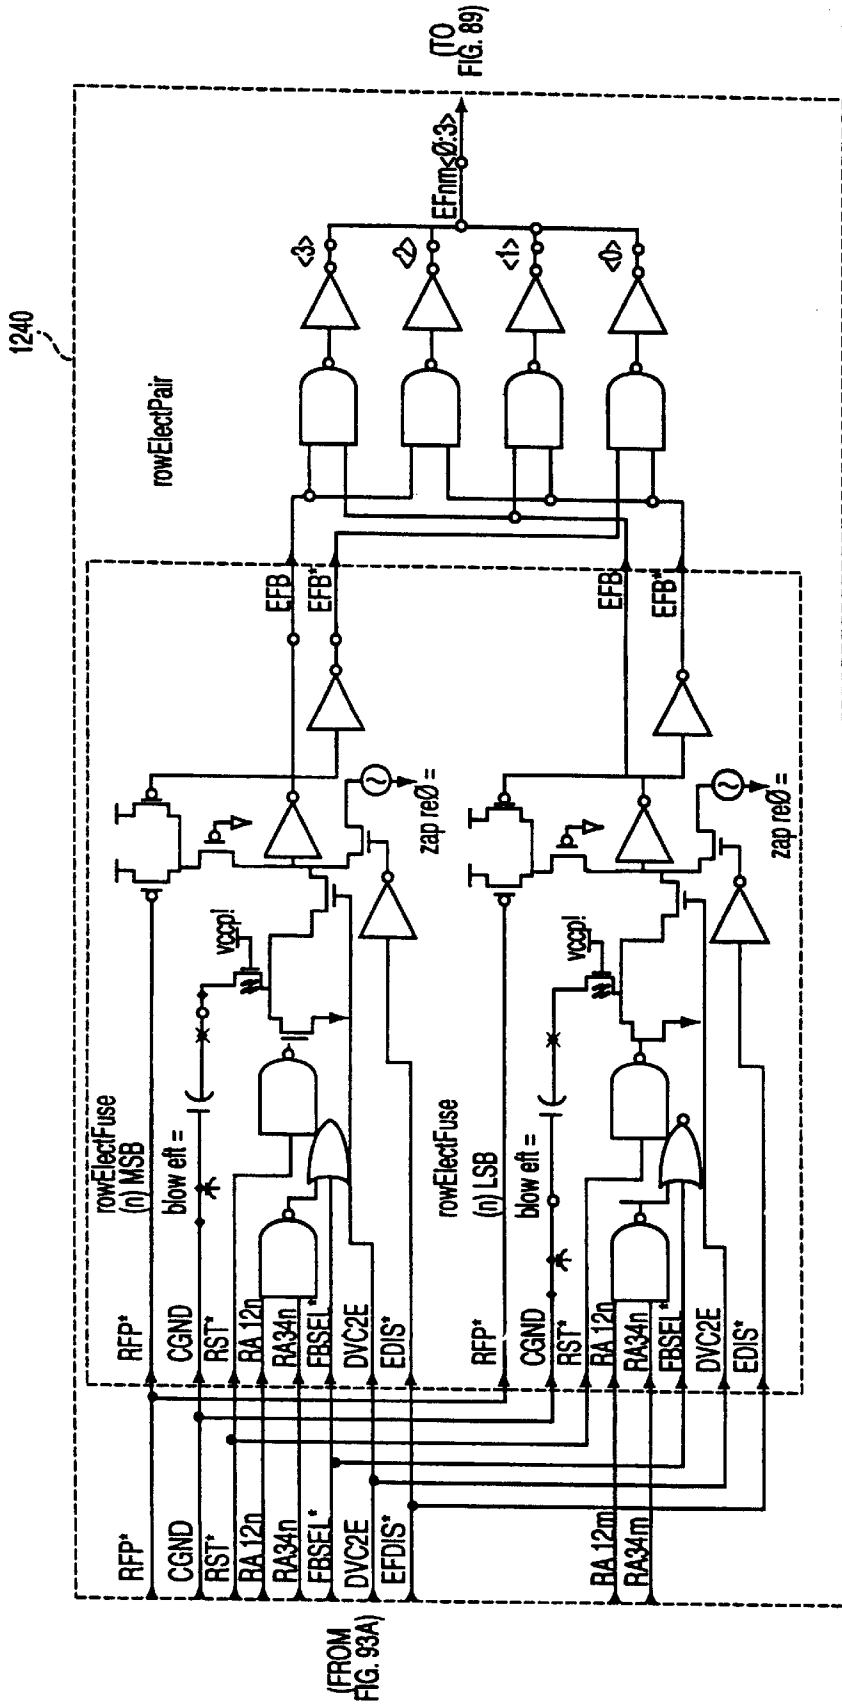 1240
rowElectPair
(FROM
FIG. 93A)
RFP*
CGND
RST*
RA 12n
RA34n
FBSEL*
DVC2E
EFDIS*
RA 12m
RA34m
RFP*
CGND
RST*
RA 12n
RA34n
FBSEL*
DVC2E
EDIS*
rowElectFuse
(n) MSB
blow eft =
vccp!
zap reØ =
EFB
EFB*
RFP*
CGND
RST*
RA 12n
RA34n
FBSEL*
DVC2E
EDIS*
rowElectFuse
(n) LSB
blow eft =
vccp!
zap reØ =
EFB
EFB*
<3>
<2>
<1>
<0>
EFnm<Ø:3>
(TO
FIG. 89)